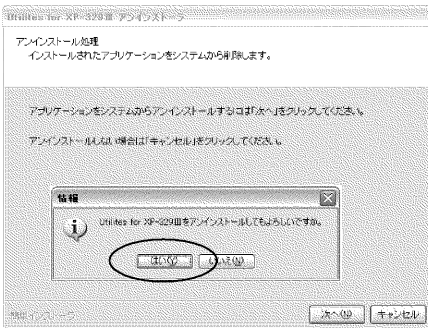 Utilites for XP-329Ⅲ アンインストーラ
アンインストール処理
インストールされたアプリケーションをシステムから削除します。
アプリケーションをシステムからアンインストールするには「次へ」をクリックしてください。
アンインストールしない場合は「キャンセル」をクリックしてください。
情報
Utilites for XP-329Ⅲをアンインストールしてもよろしいですか。
はい(Y)
いいえ(N)
次へ(N)
キャンセル